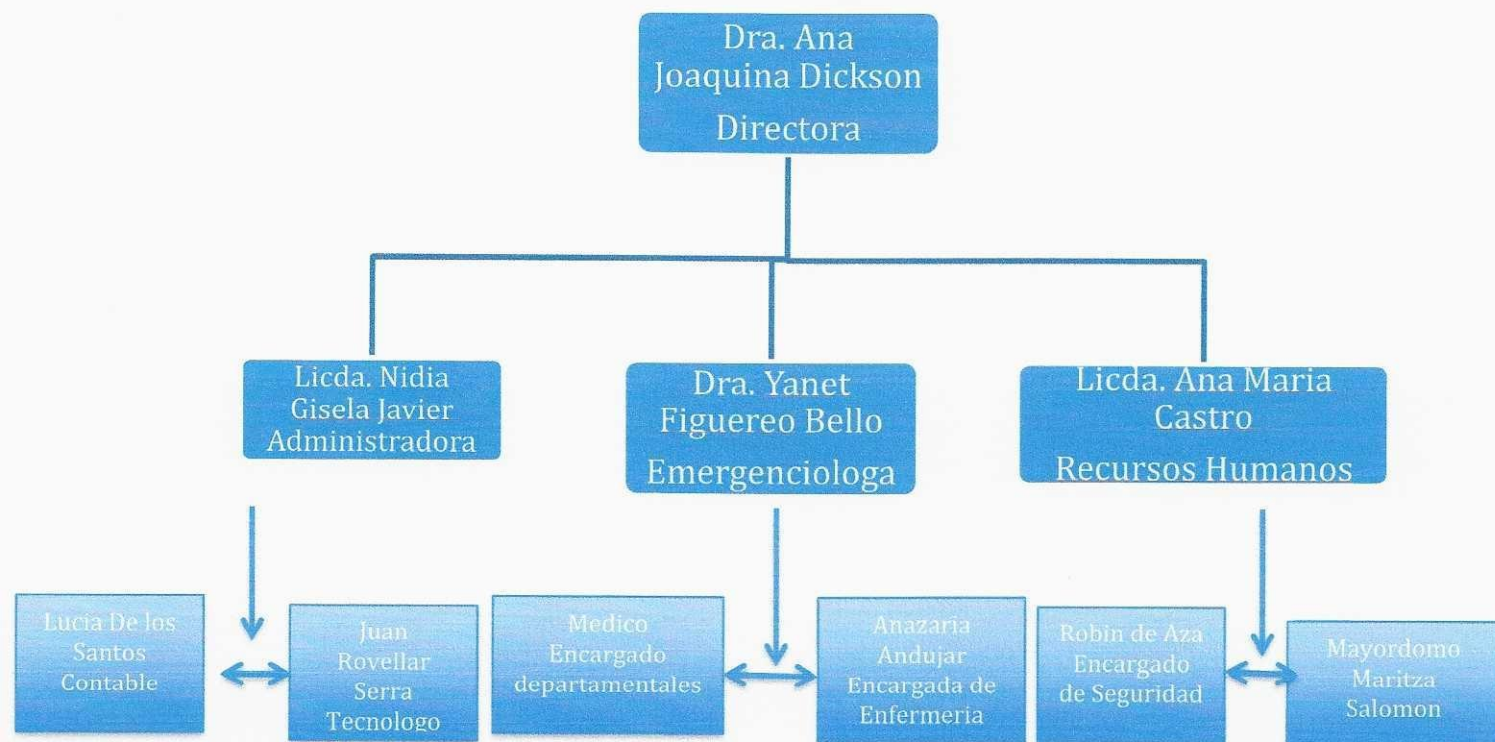 Dra. Ana
Joaquina Dickson
Directora
Licda. Nidia
Gisela Javier
Administradora
Dra. Yanet
Figuereo Bello
Emergenciologa
Licda. Ana Maria
Castro
Recursos Humanos
Lucia De los
Santos
Contable
Juan
Rovellar
Serra
Tecnologo
Medico
Encargado
departamentales
Anazaria
Andujar
Encargada de
Enfermeria
Robin de Aza
Encargado
de Seguridad
Mayordomo
Maritza
Salomon